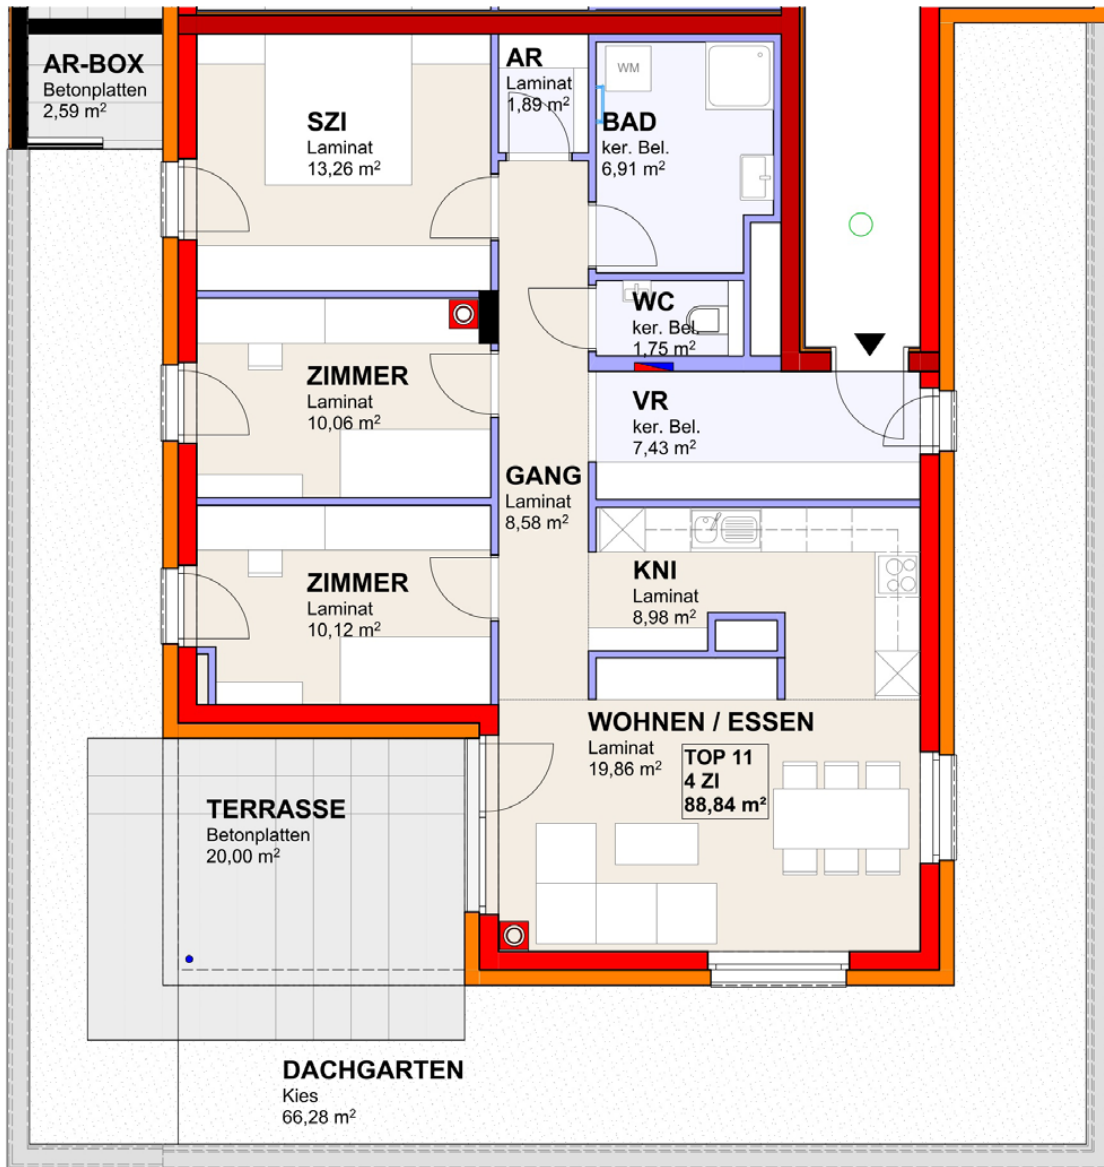 AR-BOX
Betonplatten
2,59 m²
SZI
Laminat
13,26 m²
AR
Laminat
1,89 m²
WM
BAD
ker. Bel.
6,91 m²
WC
ker. Bel.
1,75 m²
ZIMMER
Laminat
10,06 m²
VR
ker. Bel.
7,43 m²
GANG
Laminat
8,58 m²
ZIMMER
Laminat
10,12 m²
KNI
Laminat
8,98 m²
WOHNEN / ESSEN
Laminat
19,86 m²
TOP 11
4 ZI
88,84 m²
TERRASSE
Betonplatten
20,00 m²
DACHGARTEN
Kies
66,28 m²